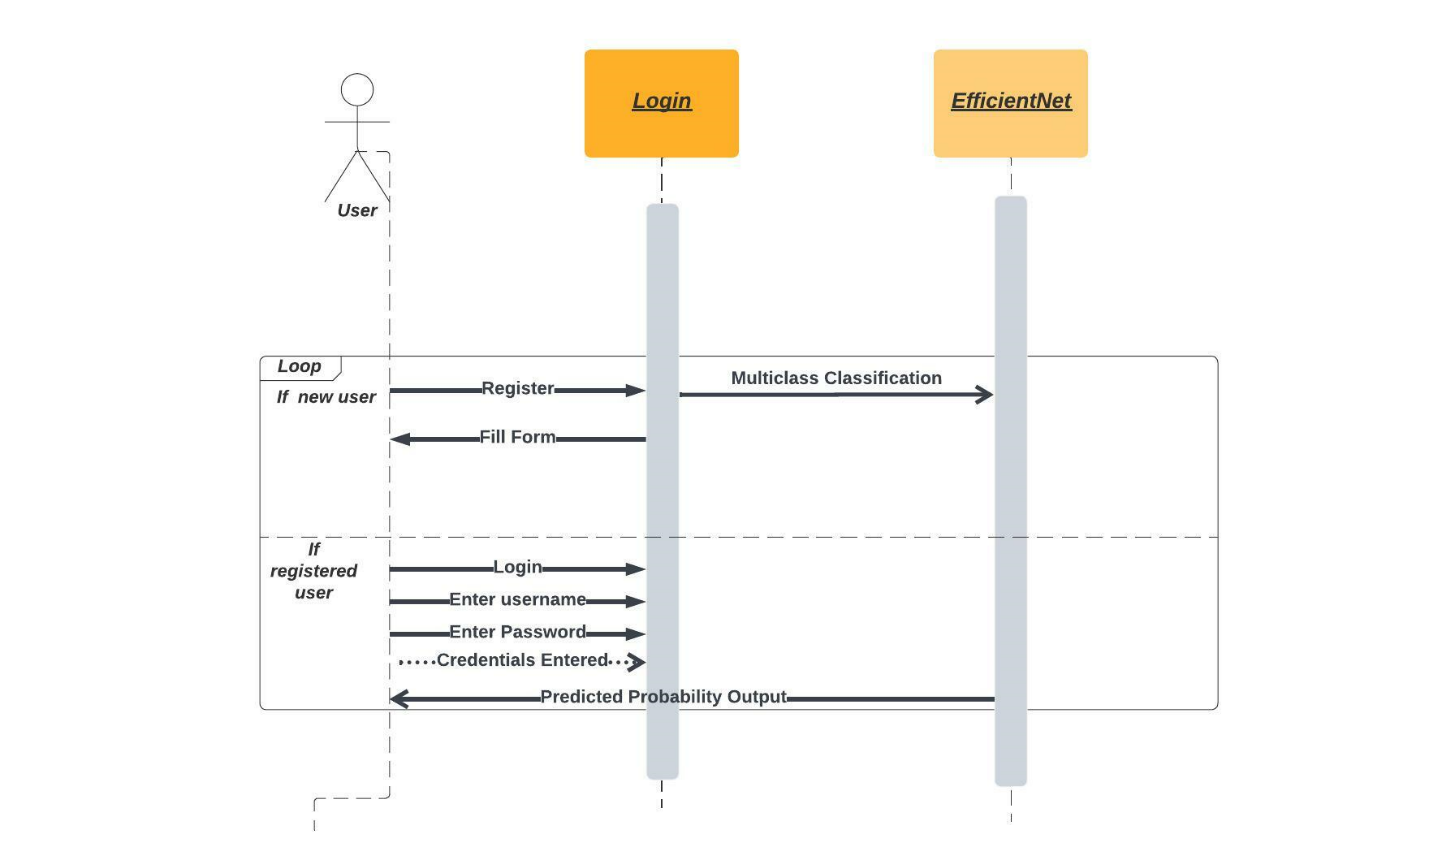 Login
EfficientNet
User
Loop
If new user
Register
Multiclass Classification
Fill Form
If
registered
user
Login
Enter username
Enter Password
Credentials Entered
Predicted Probability Output